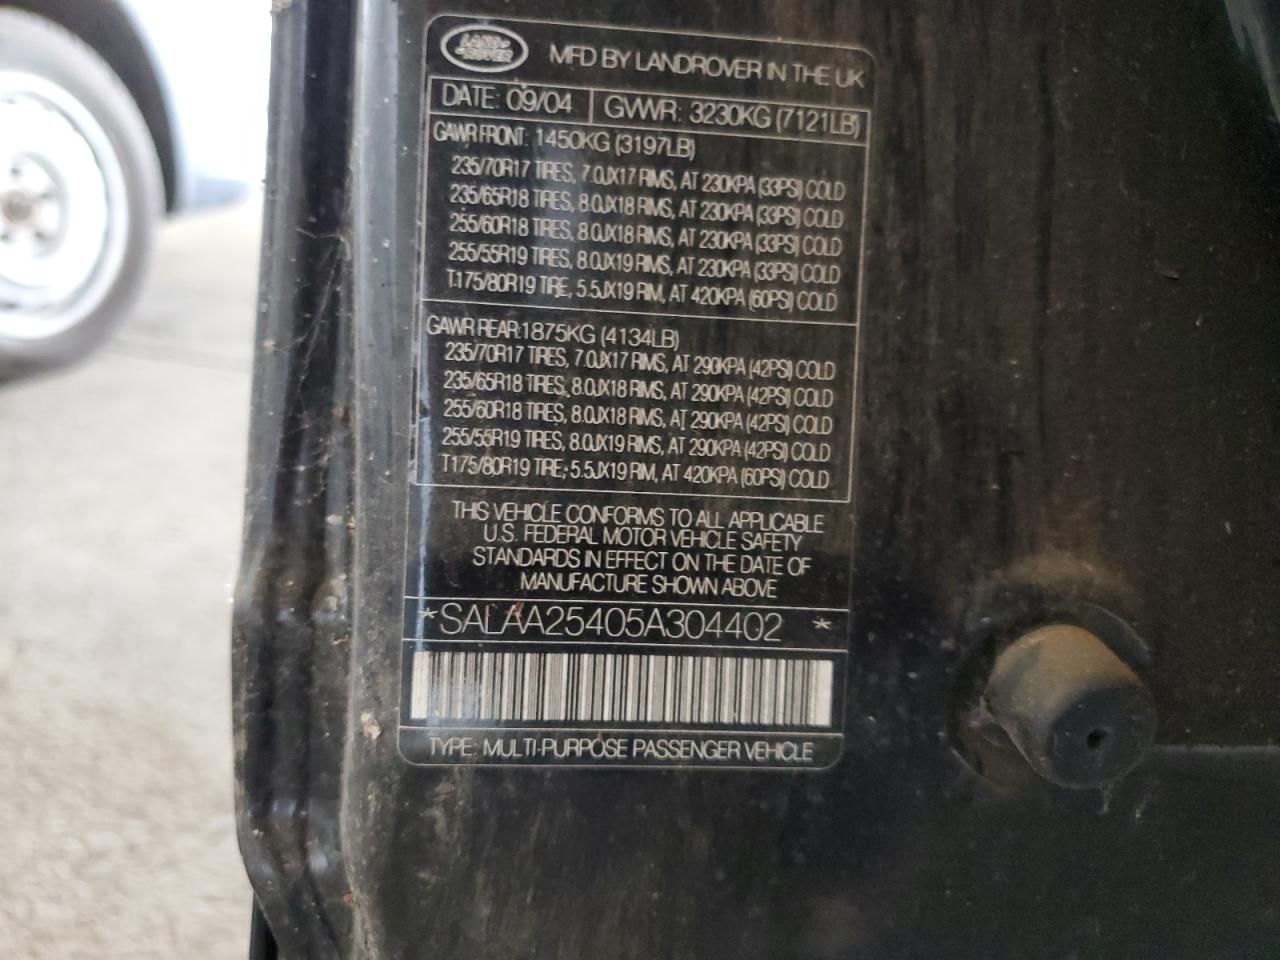 LAND ROVER
MFD BY LANDROVER IN THE UK
DATE: 09/04 GVWR: 3230KG (7121LB)
GAWR FRONT: 1450KG (3197LB)
235/70R17 TIRES, 7.0JX17 RIMS, AT 230KPA (33PSI) COLD
235/65R18 TIRES, 8.0JX18 RIMS, AT 230KPA (33PSI) COLD
255/60R18 TIRES, 8.0JX18 RIMS, AT 230KPA (33PSI) COLD
255/55R19 TIRES, 8.0JX19 RIMS, AT 230KPA (33PSI) COLD
T175/80R19 TIRE, 5.5JX19 RIM, AT 420KPA (60PSI) COLD
GAWR REAR: 1875KG (4134LB)
235/70R17 TIRES, 7.0JX17 RIMS, AT 290KPA (42PSI) COLD
235/65R18 TIRES, 8.0JX18 RIMS, AT 290KPA (42PSI) COLD
255/60R18 TIRES, 8.0JX18 RIMS, AT 290KPA (42PSI) COLD
255/55R19 TIRES, 8.0JX19 RIMS, AT 290KPA (42PSI) COLD
T175/80R19 TIRE, 5.5JX19 RIM, AT 420KPA (60PSI) COLD
THIS VEHICLE CONFORMS TO ALL APPLICABLE
U.S. FEDERAL MOTOR VEHICLE SAFETY
STANDARDS IN EFFECT ON THE DATE OF
MANUFACTURE SHOWN ABOVE
*SALAA25405A304402 *
TYPE: MULTI-PURPOSE PASSENGER VEHICLE